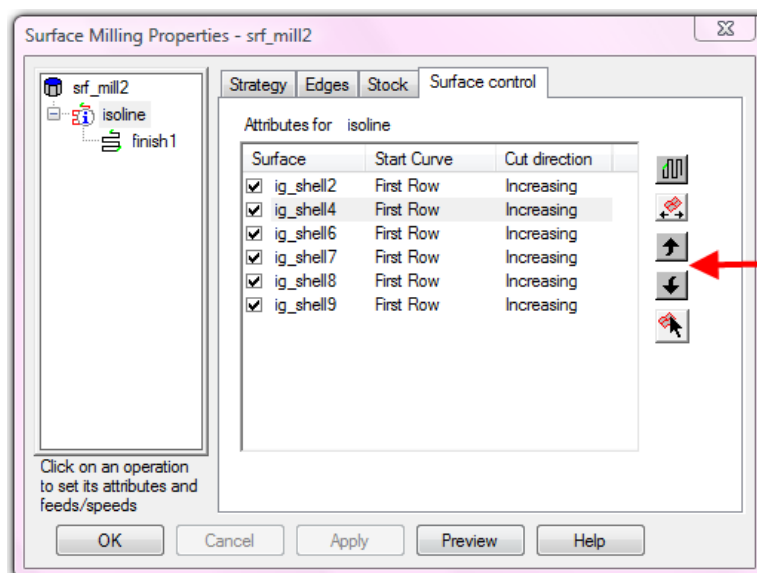 Surface Milling Properties - srf_mill2
srf_mill2
isoline
finish1
Click on an operation
to set its attributes and
feeds/speeds
Strategy Edges Stock Surface control
Attributes for isoline
Surface Start Curve Cut direction
ig_shell2 First Row Increasing
ig_shell4 First Row Increasing
ig_shell6 First Row Increasing
ig_shell7 First Row Increasing
ig_shell8 First Row Increasing
ig_shell9 First Row Increasing
OK Cancel Apply Preview Help